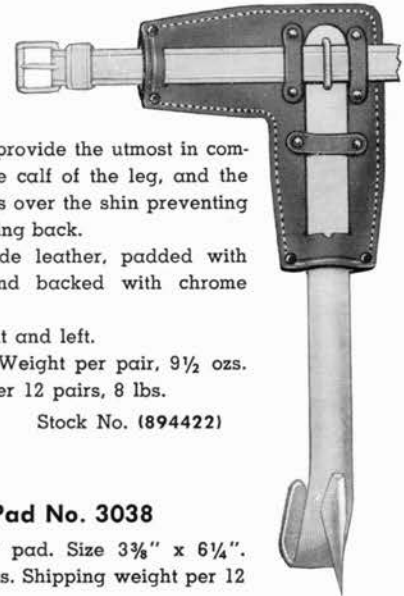 provide the utmost in com-
calf of the leg, and the
over the shin preventing
ing back.
de leather, padded with
nd backed with chrome
t and left.
Weight per pair, 9½ ozs.
er 12 pairs, 8 lbs.
Stock No. (894422)
Pad No. 3038
pad. Size 3⅜" x 6¼".
s. Shipping weight per 12